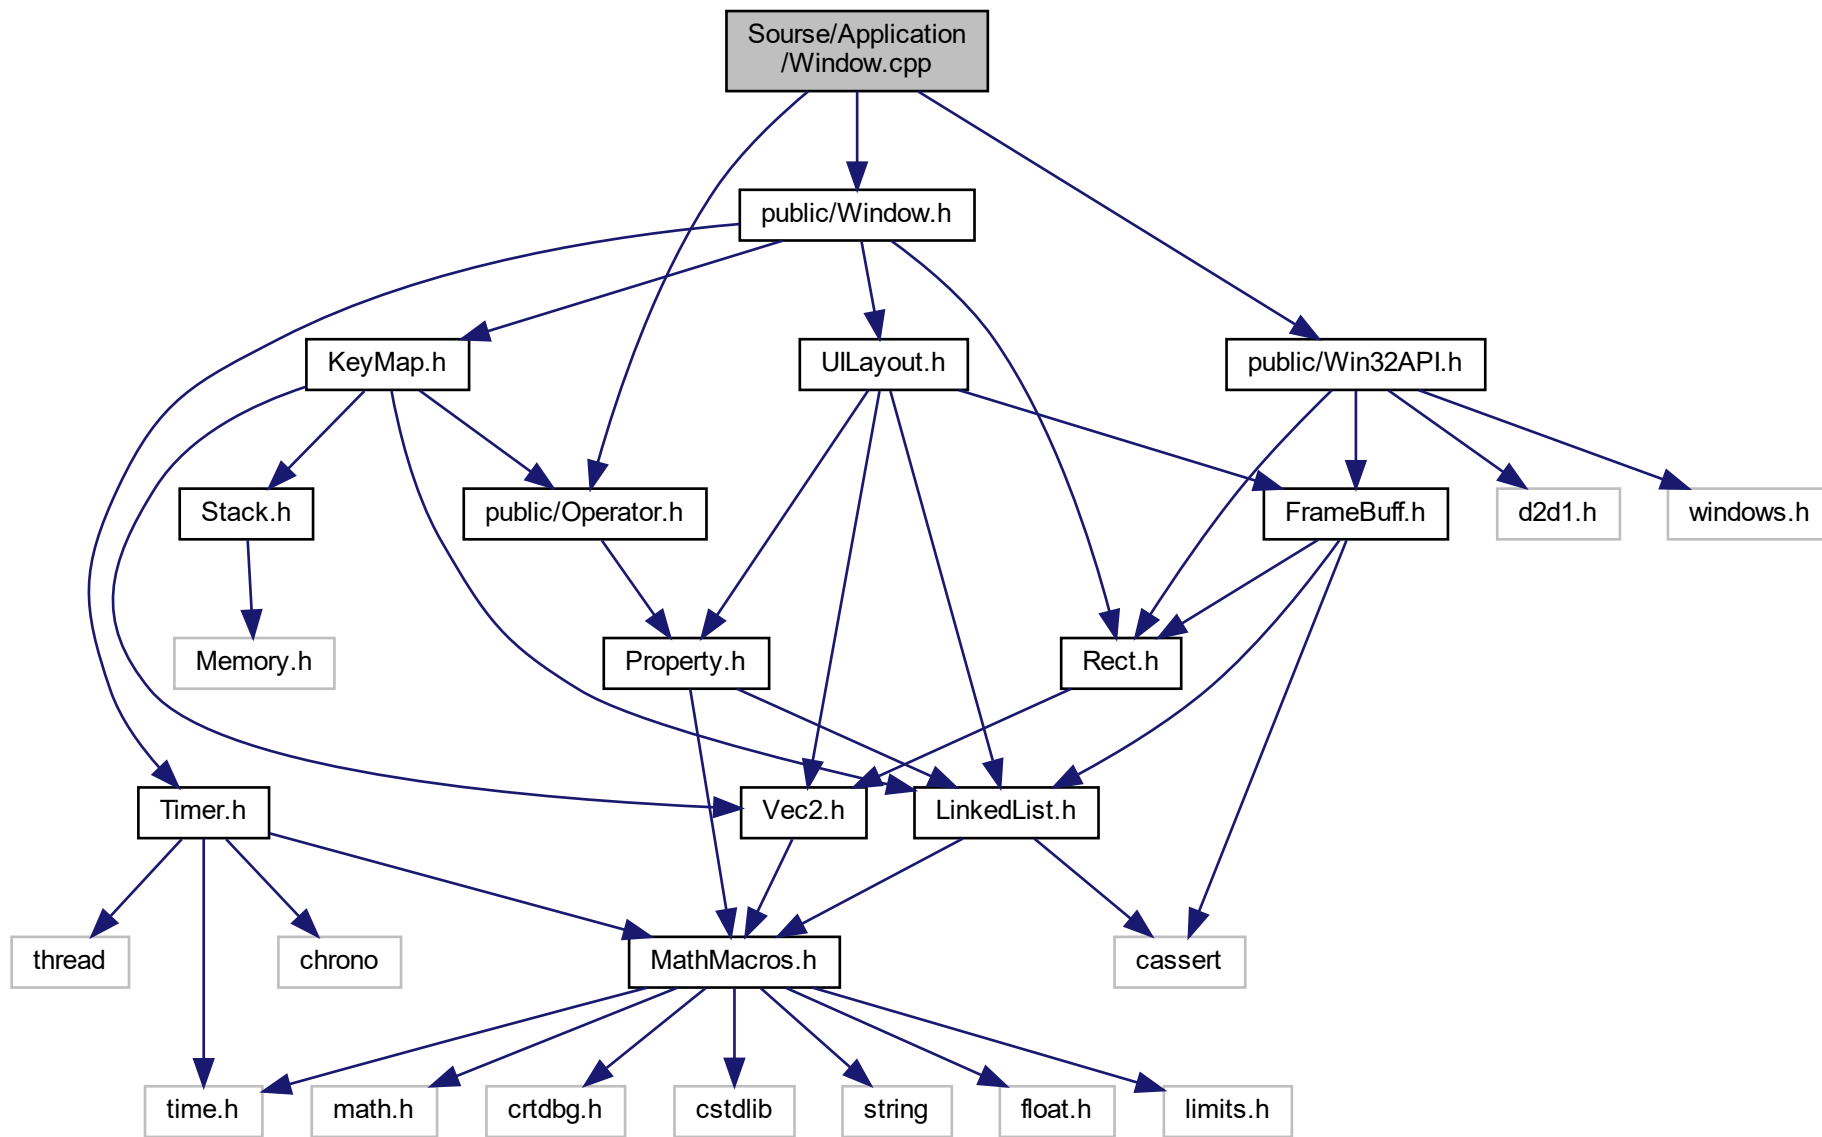 Sourse/Application
/Window.cpp
public/Window.h
KeyMap.h
UILayout.h
public/Win32API.h
Stack.h
public/Operator.h
FrameBuff.h
d2d1.h
windows.h
Memory.h
Property.h
Rect.h
Timer.h
Vec2.h
LinkedList.h
thread
chrono
MathMacros.h
cassert
time.h
math.h
crtdbg.h
cstdlib
string
float.h
limits.h